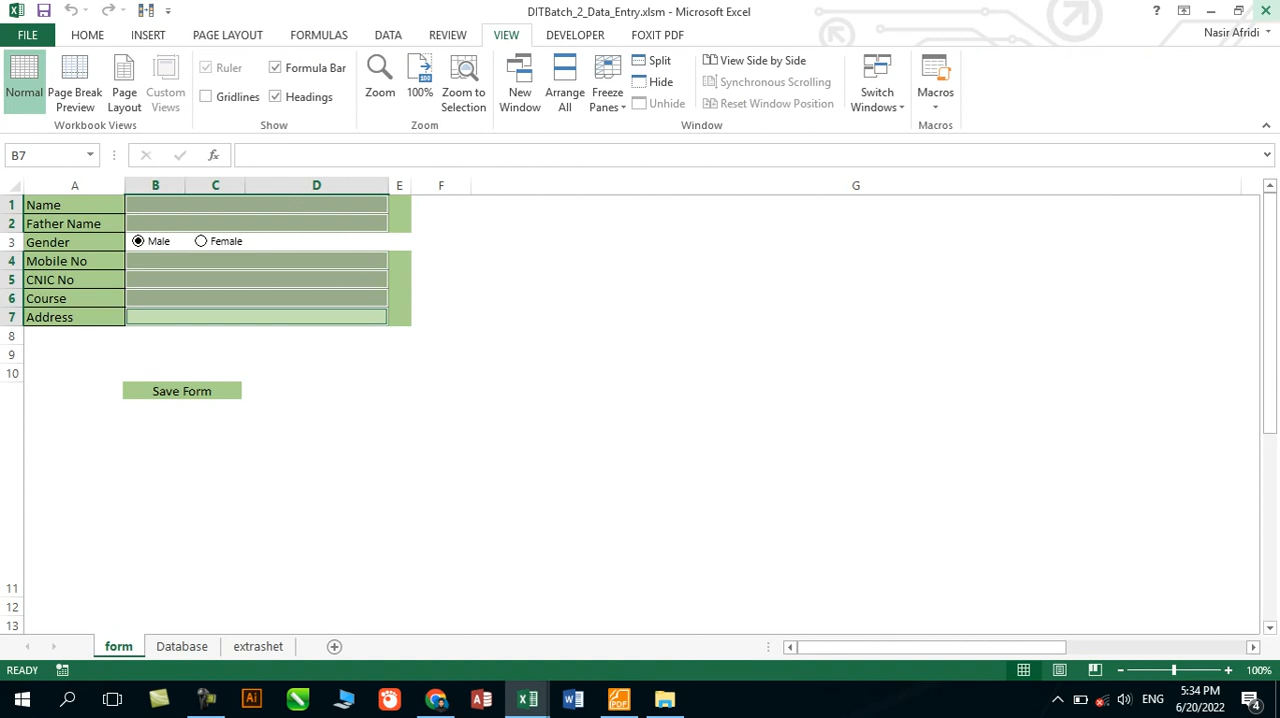 DITBatch_2_Data_Entry.xlsm - Microsoft Excel
?
FILE HOME INSERT PAGE LAYOUT FORMULAS DATA REVIEW VIEW DEVELOPER FOXIT PDF Nasir Afridi
Normal
Page Break Preview
Page Layout
Custom Views
Workbook Views
Ruler
Formula Bar
Gridlines
Headings
Show
Zoom
100%
Zoom to Selection
Zoom
New Window
Arrange All
Freeze Panes
Split
Hide
Unhide
View Side by Side
Synchronous Scrolling
Reset Window Position
Switch Windows
Window
Macros
Macros
B7
fx
A B C D E F G
1 Name
2 Father Name
3 Gender Male Female
4 Mobile No
5 CNIC No
6 Course
7 Address
8
9
10
Save Form
11
12
13
form Database extrashet
READY 100%
ENG
5:34 PM
6/20/2022
4